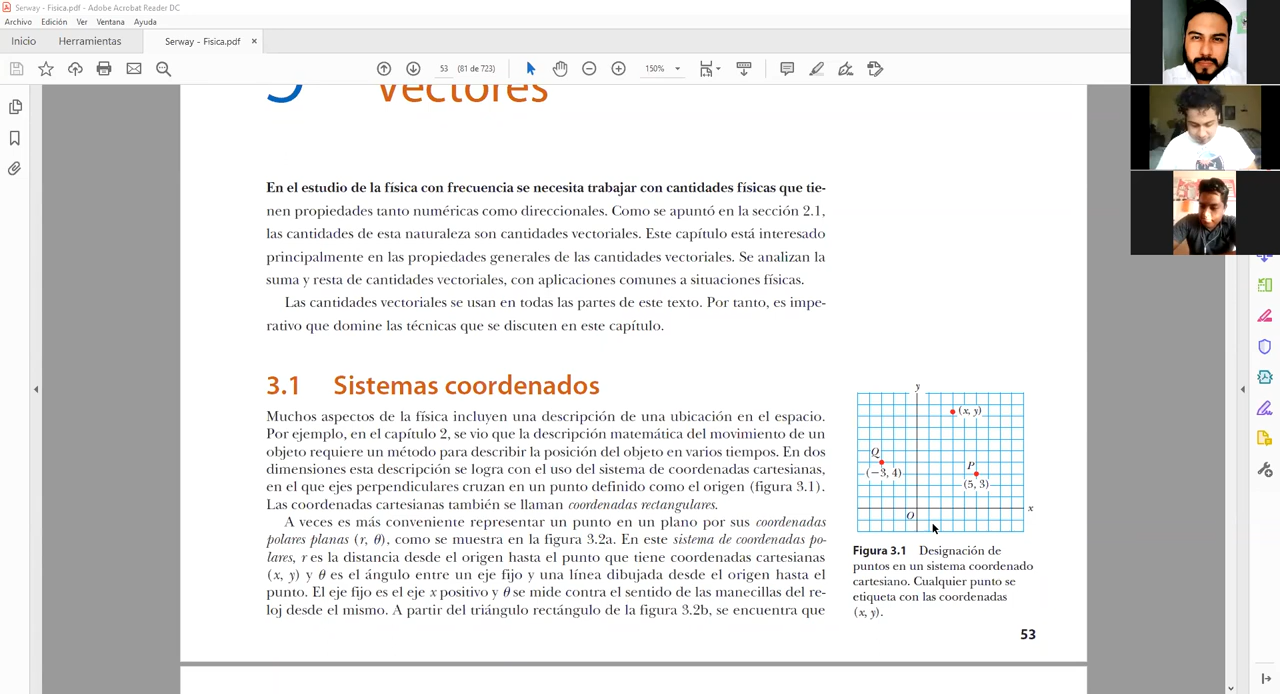 Serway - Fisica.pdf - Adobe Acrobat Reader DC
Archivo Edición Ver Ventana Ayuda
Inicio Herramientas Serway - Fisica.pdf ×
53 (81 de 723) 150%
Vectores
En el estudio de la física con frecuencia se necesita trabajar con cantidades físicas que tie-
nen propiedades tanto numéricas como direccionales. Como se apuntó en la sección 2.1,
las cantidades de esta naturaleza son cantidades vectoriales. Este capítulo está interesado
principalmente en las propiedades generales de las cantidades vectoriales. Se analizan la
suma y resta de cantidades vectoriales, con aplicaciones comunes a situaciones físicas.
Las cantidades vectoriales se usan en todas las partes de este texto. Por tanto, es impe-
rativo que domine las técnicas que se discuten en este capítulo.
3.1 Sistemas coordenados
Muchos aspectos de la física incluyen una descripción de una ubicación en el espacio.
Por ejemplo, en el capítulo 2, se vio que la descripción matemática del movimiento de un
objeto requiere un método para describir la posición del objeto en varios tiempos. En dos
dimensiones esta descripción se logra con el uso del sistema de coordenadas cartesianas,
en el que ejes perpendiculares cruzan en un punto definido como el origen (figura 3.1).
Las coordenadas cartesianas también se llaman coordenadas rectangulares.
A veces es más conveniente representar un punto en un plano por sus coordenadas
polares planas (r, θ), como se muestra en la figura 3.2a. En este sistema de coordenadas po-
lares, r es la distancia desde el origen hasta el punto que tiene coordenadas cartesianas
(x, y) y θ es el ángulo entre un eje fijo y una línea dibujada desde el origen hasta el
punto. El eje fijo es el eje x positivo y θ se mide contra el sentido de las manecillas del re-
loj desde el mismo. A partir del triángulo rectángulo de la figura 3.2b, se encuentra que
y
(x, y)
Q
(−3, 4)
P
(5, 3)
O
x
Figura 3.1 Designación de
puntos en un sistema coordenado
cartesiano. Cualquier punto se
etiqueta con las coordenadas
(x, y).
53